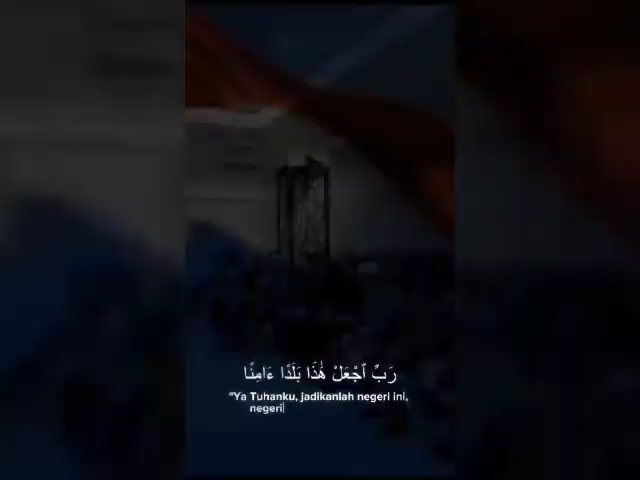 رَبِّ ٱجْعَلْ هَٰذَا بَلَدًا ءَامِنًا
"Ya Tuhanku, jadikanlah negeri ini,
negeri